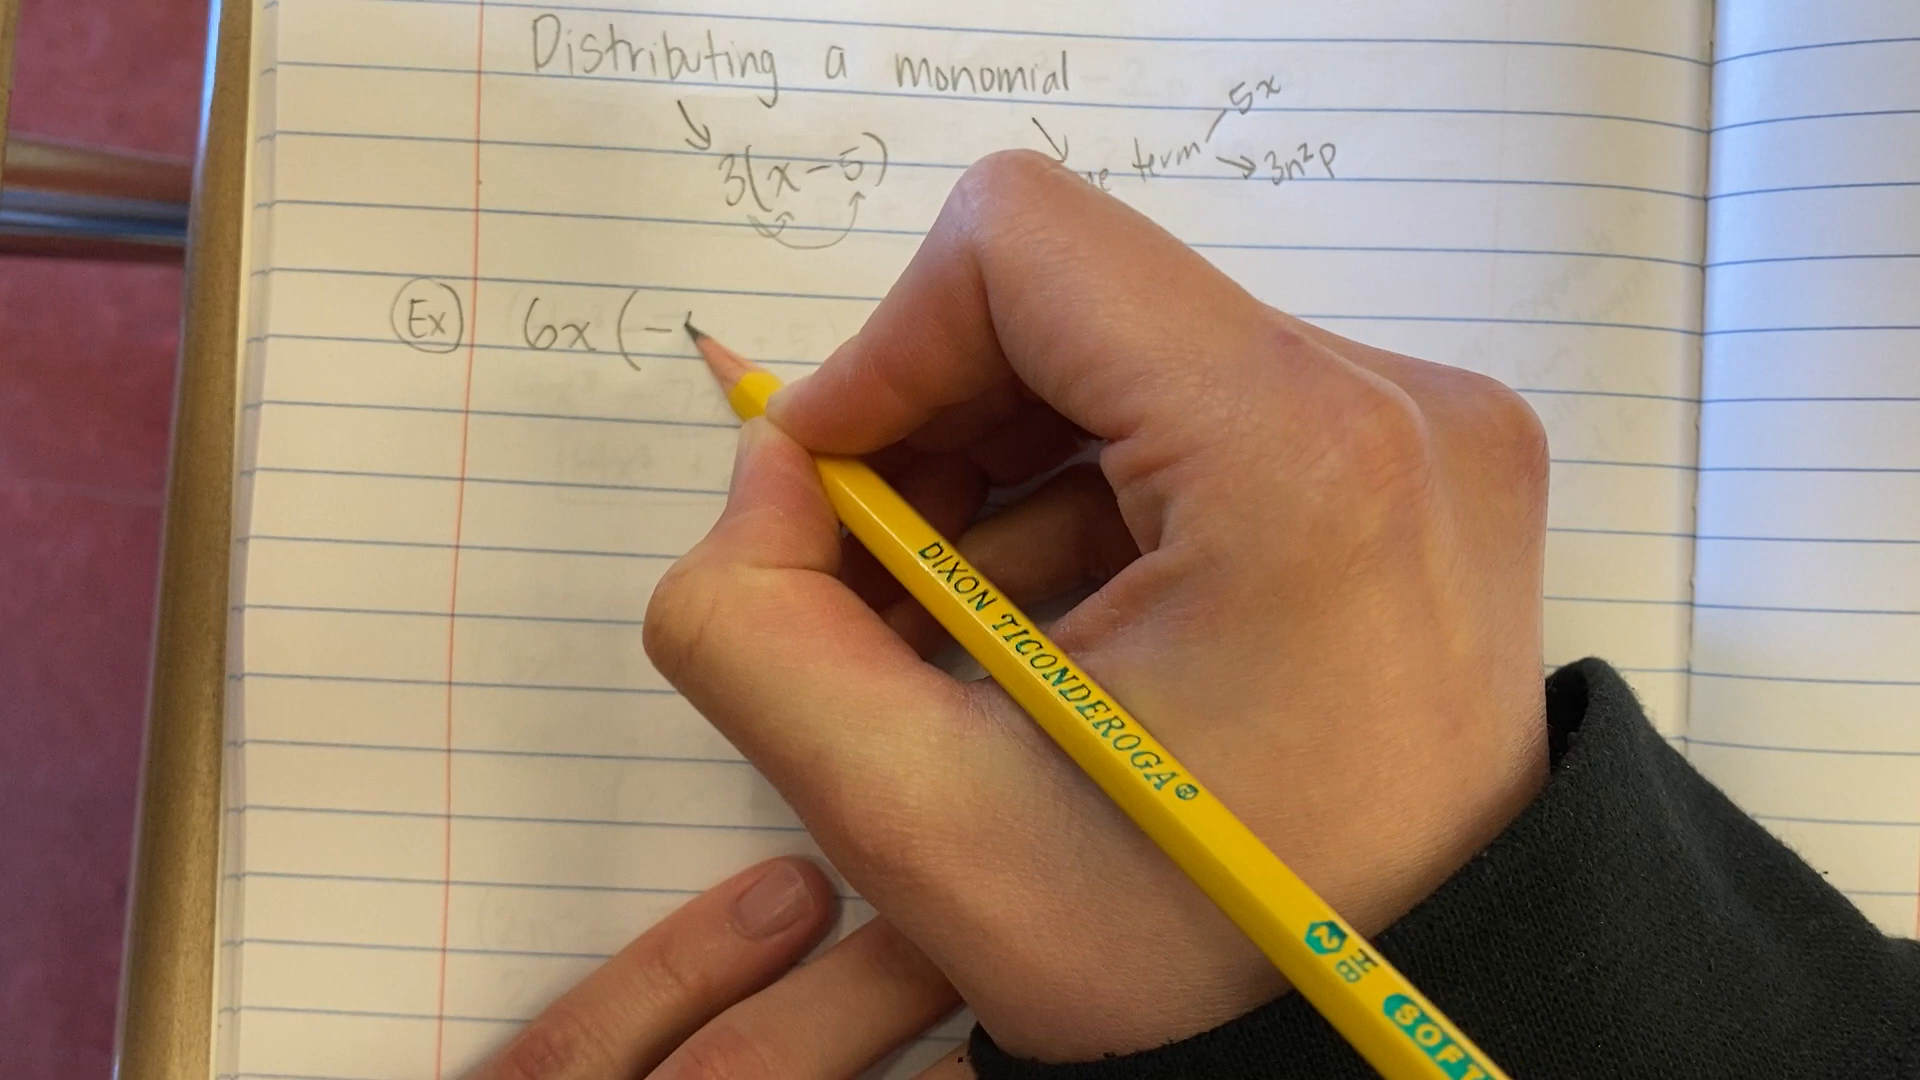 Distributing a monomial
5x
3(x-5) term 3n²p
Ex 6x(-
DIXON TICONDEROGA®
2 HB
SOFT